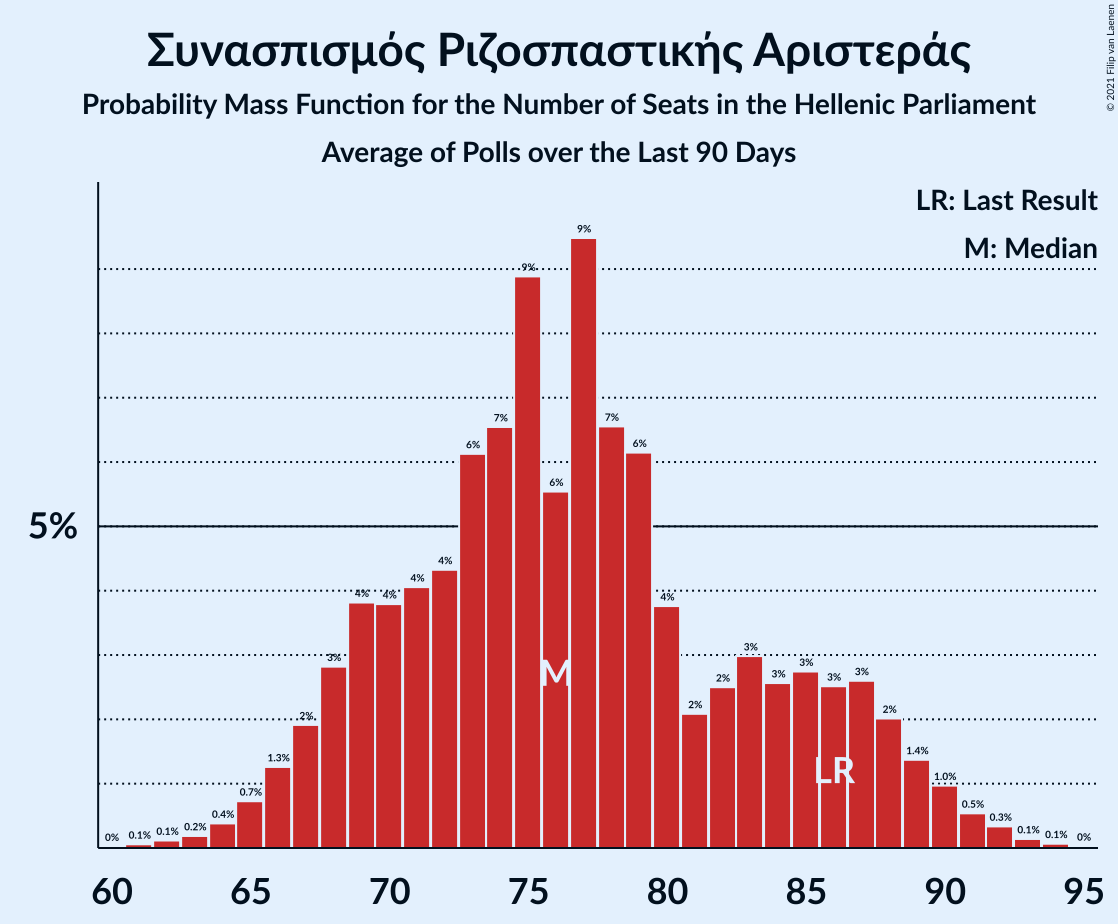 Συνασπισμός Ριζοσπαστικής Αριστεράς
Probability Mass Function for the Number of Seats in the Hellenic Parliament
Average of Polls over the Last 90 Days
© 2021 Filip van Laenen
LR: Last Result
M: Median
5%
0% 0.1% 0.1% 0.2% 0.4% 0.7% 1.3% 2% 3% 4% 4% 4% 4% 6% 7% 9% 6% 9% 7% 6% 4% 2% 2% 3% 3% 3% 3% 3% 2% 1.4% 1.0% 0.5% 0.3% 0.1% 0.1% 0%
M
LR
60 65 70 75 80 85 90 95